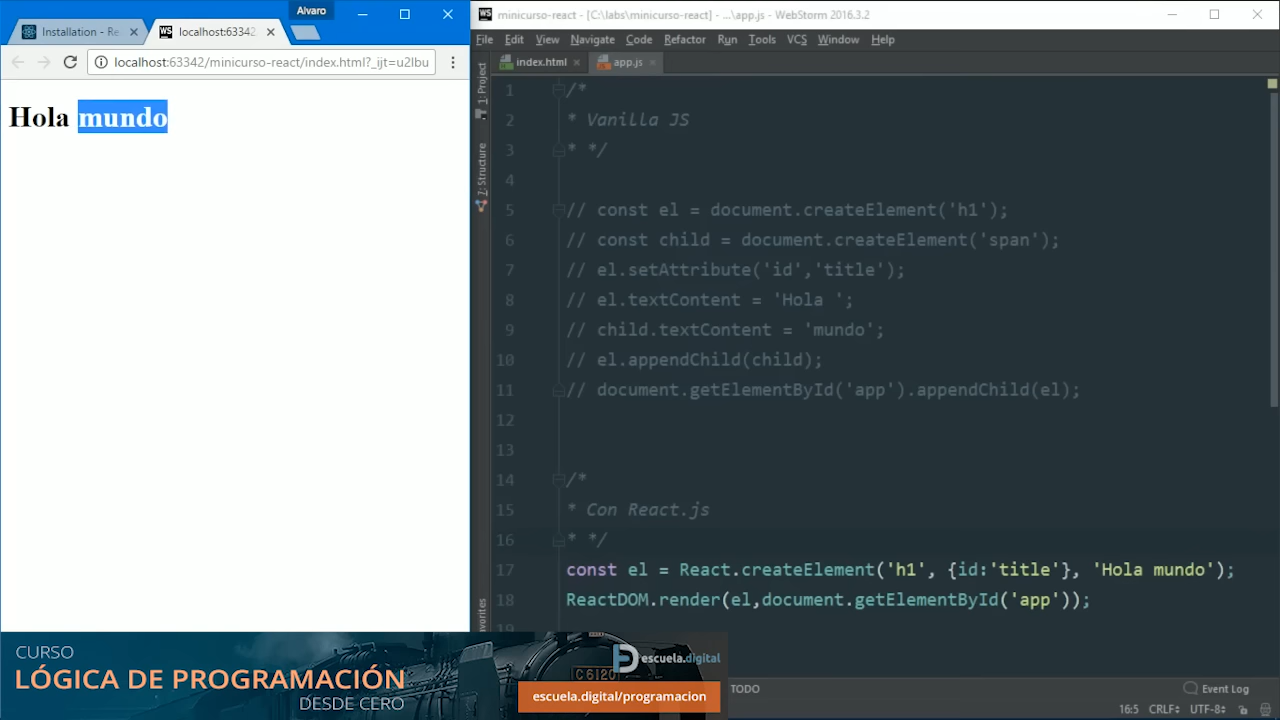 Alvaro
Installation - Re
localhost:63342
localhost:63342/minicurso-react/index.html?_ijt=u2lbu
Hola mundo
minicurso-react - [C:\labs\minicurso-react] - ...\app.js - WebStorm 2016.3.2
File Edit View Navigate Code Refactor Run Tools VCS Window Help
index.html
app.js
1: Project
7: Structure
avorites
1 /*
2 * Vanilla JS
3 * */
4
5 // const el = document.createElement('h1');
6 // const child = document.createElement('span');
7 // el.setAttribute('id','title');
8 // el.textContent = 'Hola ';
9 // child.textContent = 'mundo';
10 // el.appendChild(child);
11 // document.getElementById('app').appendChild(el);
12
13
14 /*
15 * Con React.js
16 * */
17 const el = React.createElement('h1', {id:'title'}, 'Hola mundo');
18 ReactDOM.render(el,document.getElementById('app'));
19
CURSO
LÓGICA DE PROGRAMACIÓN
DESDE CERO
C6120
escuela.digital
escuela.digital/programacion
TODO
Event Log
16:5 CRLF UTF-8